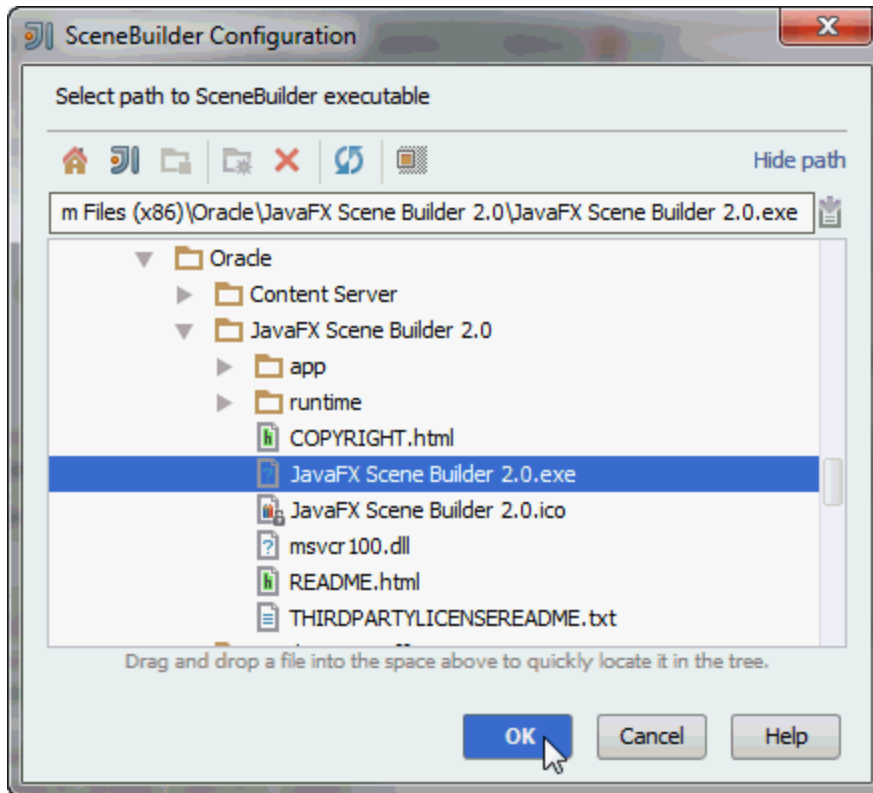 SceneBuilder Configuration
Select path to SceneBuilder executable
Hide path
m Files (x86)\Oracle\JavaFX Scene Builder 2.0\JavaFX Scene Builder 2.0.exe
Oracle
Content Server
JavaFX Scene Builder 2.0
app
runtime
COPYRIGHT.html
JavaFX Scene Builder 2.0.exe
JavaFX Scene Builder 2.0.ico
msvcr100.dll
README.html
THIRDPARTYLICENSEREADME.txt
Drag and drop a file into the space above to quickly locate it in the tree.
OK Cancel Help